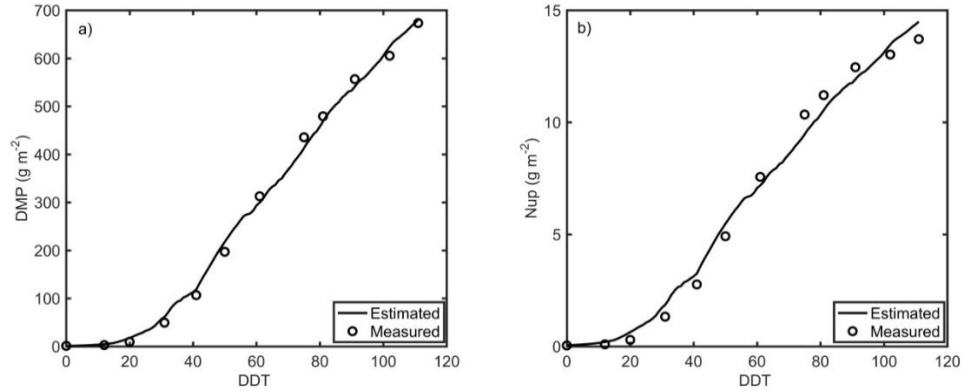 a)
700
600
500
400
300
200
100
0
DMP (g m⁻²)
0 20 40 60 80 100 120
DDT
Estimated
Measured
b)
15
10
5
0
Nup (g m⁻²)
0 20 40 60 80 100 120
DDT
Estimated
Measured